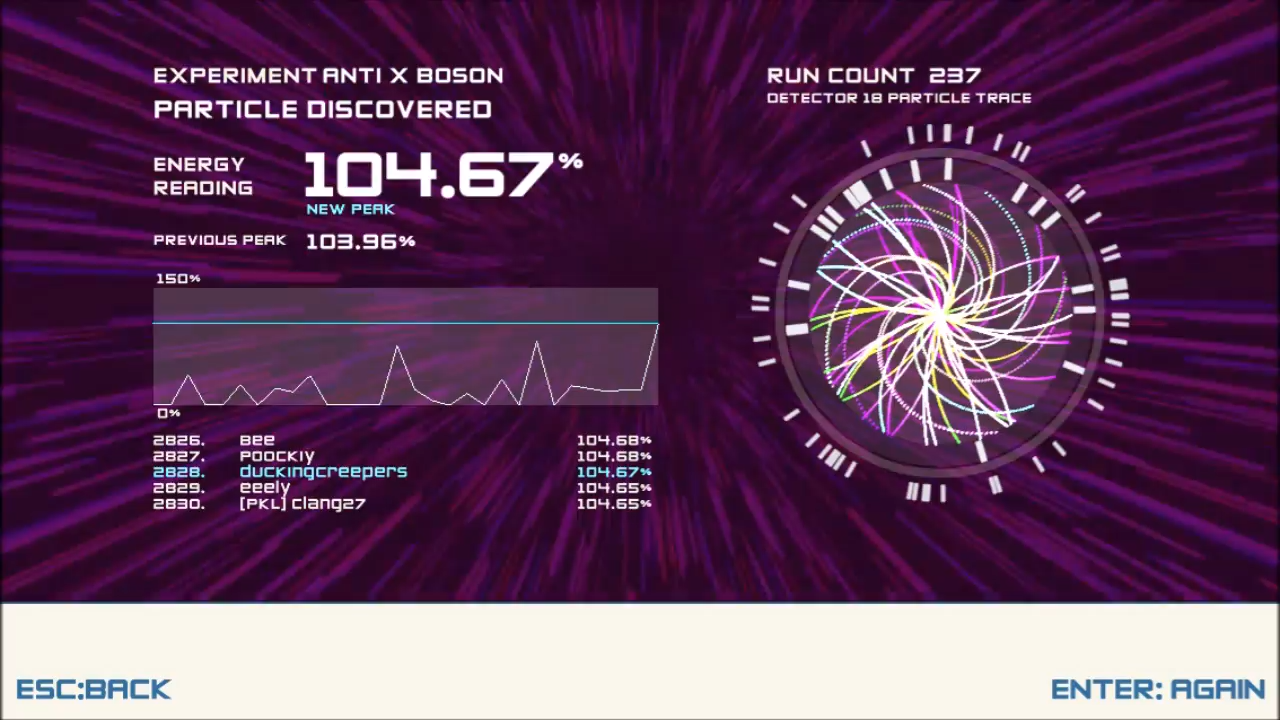 EXPERIMENT ANTI X BOSON
PARTICLE DISCOVERED
ENERGY READING 104.67%
NEW PEAK
PREVIOUS PEAK 103.96%
150%
0%
2826. Bee 104.68%
2827. Poockiy 104.68%
2828. duckingcreepers 104.67%
2829. eeely 104.65%
2830. [PKL] clang27 104.65%
RUN COUNT 237
DETECTOR 18 PARTICLE TRACE
ESC:BACK
ENTER: AGAIN